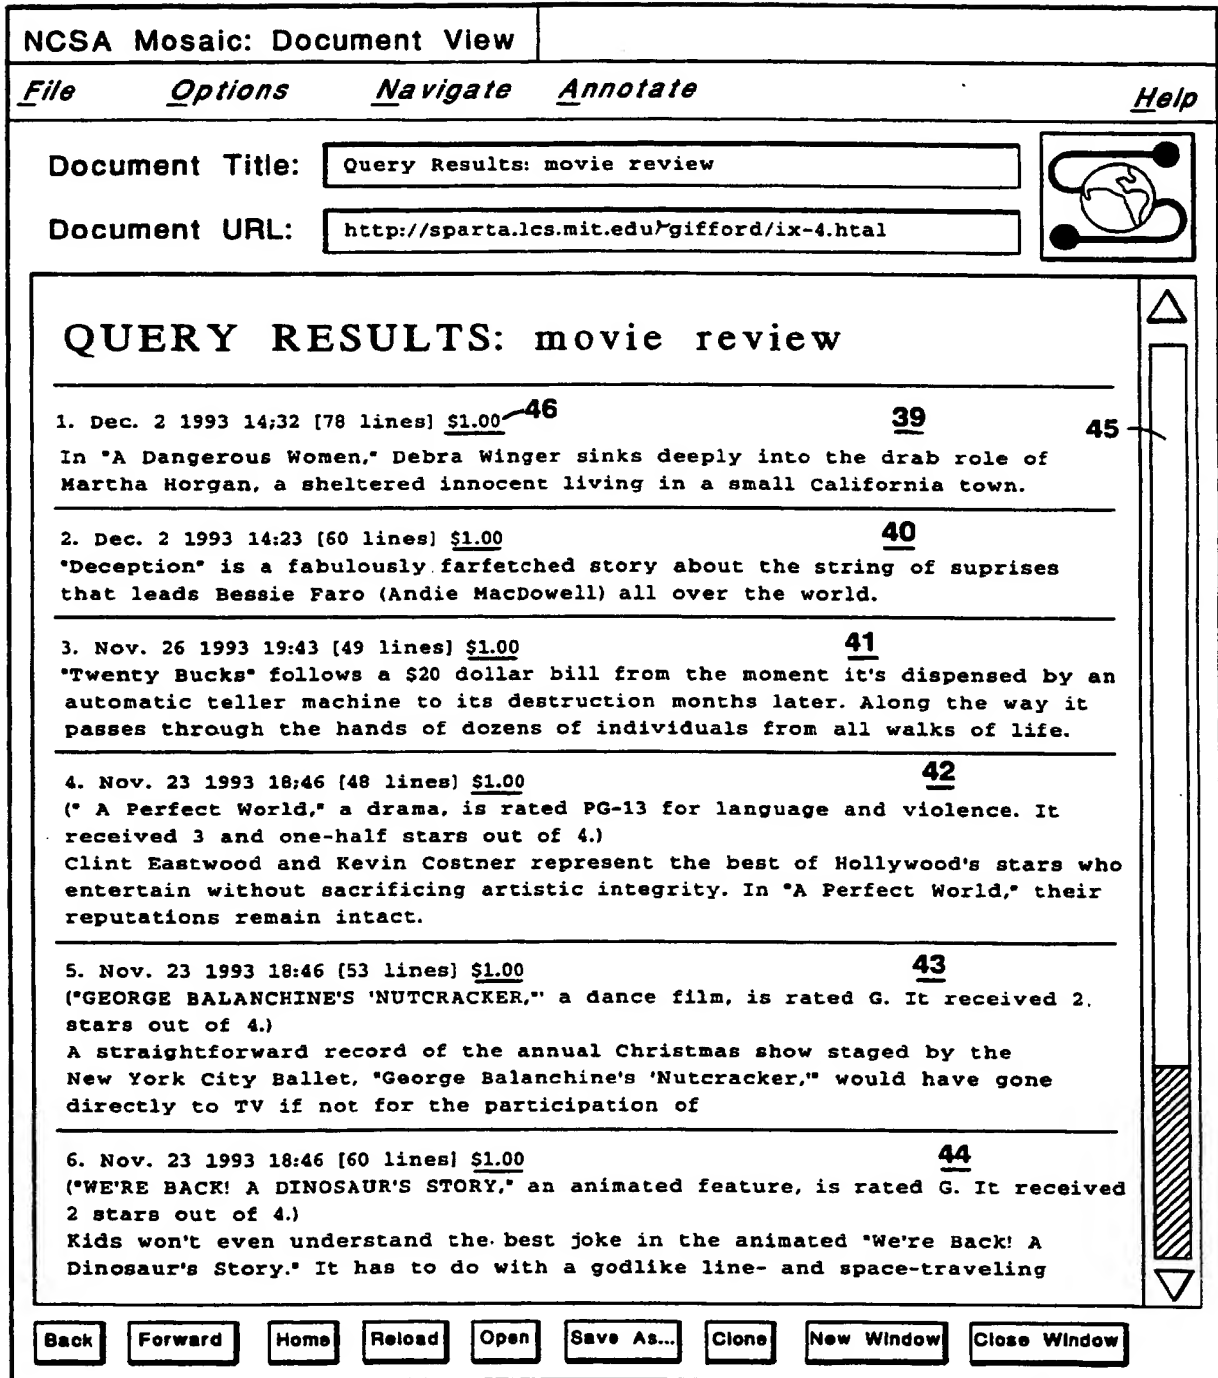 NCSA Mosaic: Document View
File Options Navigate Annotate Help
Document Title: Query Results: movie review
Document URL: http://sparta.lcs.mit.edu/~gifford/ix-4.htal
QUERY RESULTS: movie review
1. Dec. 2 1993 14;32 [78 lines] $1.00 46 39 45
In "A Dangerous Women," Debra Winger sinks deeply into the drab role of
Martha Horgan, a sheltered innocent living in a small California town.
2. Dec. 2 1993 14:23 [60 lines] $1.00 40
"Deception" is a fabulously farfetched story about the string of suprises
that leads Bessie Faro (Andie MacDowell) all over the world.
3. Nov. 26 1993 19:43 [49 lines] $1.00 41
"Twenty Bucks" follows a $20 dollar bill from the moment it's dispensed by an
automatic teller machine to its destruction months later. Along the way it
passes through the hands of dozens of individuals from all walks of life.
4. Nov. 23 1993 18;46 [48 lines] $1.00 42
(" A Perfect World," a drama, is rated PG-13 for language and violence. It
received 3 and one-half stars out of 4.)
Clint Eastwood and Kevin Costner represent the best of Hollywood's stars who
entertain without sacrificing artistic integrity. In "A Perfect World," their
reputations remain intact.
5. Nov. 23 1993 18:46 [53 lines] $1.00 43
("GEORGE BALANCHINE'S 'NUTCRACKER,"' a dance film, is rated G. It received 2
stars out of 4.)
A straightforward record of the annual Christmas show staged by the
New York City Ballet, "George Balanchine's 'Nutcracker,'" would have gone
directly to TV if not for the participation of
6. Nov. 23 1993 18:46 [60 lines] $1.00 44
("WE'RE BACK! A DINOSAUR'S STORY," an animated feature, is rated G. It received
2 stars out of 4.)
Kids won't even understand the best joke in the animated "We're Back! A
Dinosaur's Story." It has to do with a godlike line- and space-traveling
Back Forward Home Reload Open Save As... Clone New Window Close Window